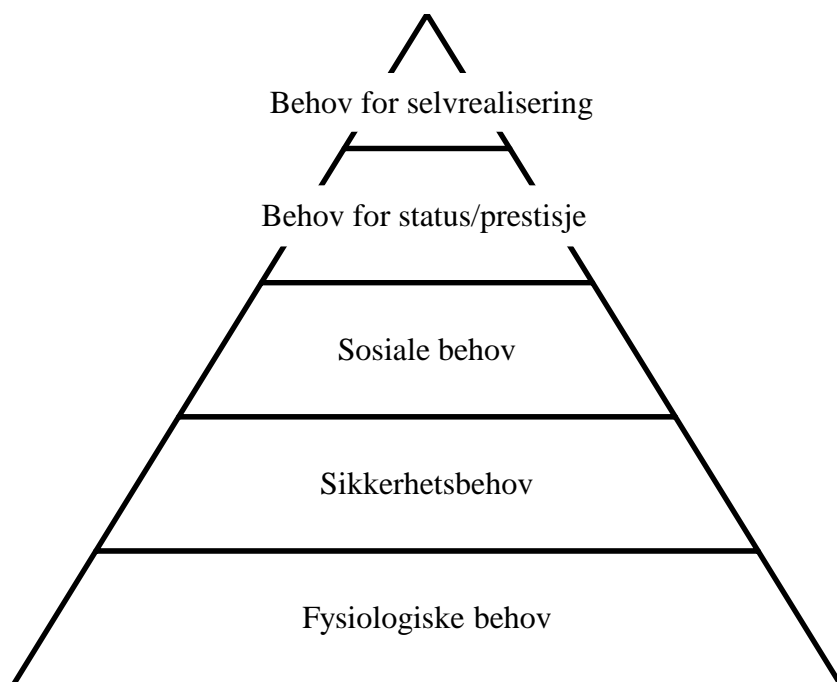 Behov for selvrealisering
Behov for status/prestisje
Sosiale behov
Sikkerhetsbehov
Fysiologiske behov